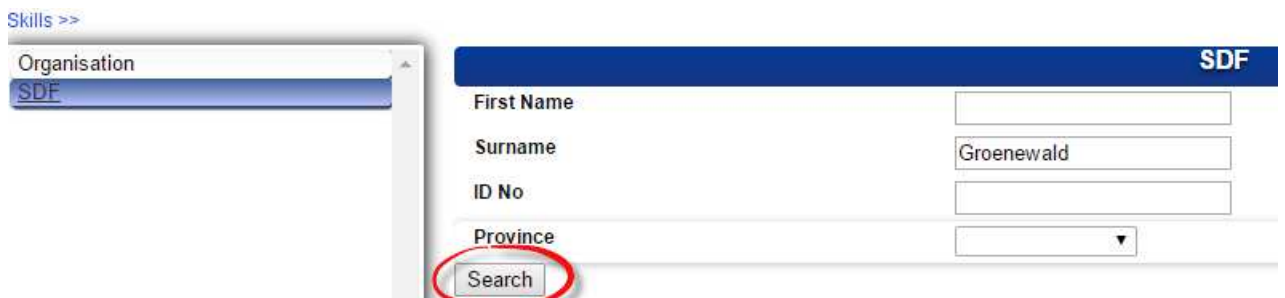 Skills >>
Organisation
SDF
SDF
First Name
Surname Groenewald
ID No
Province
Search